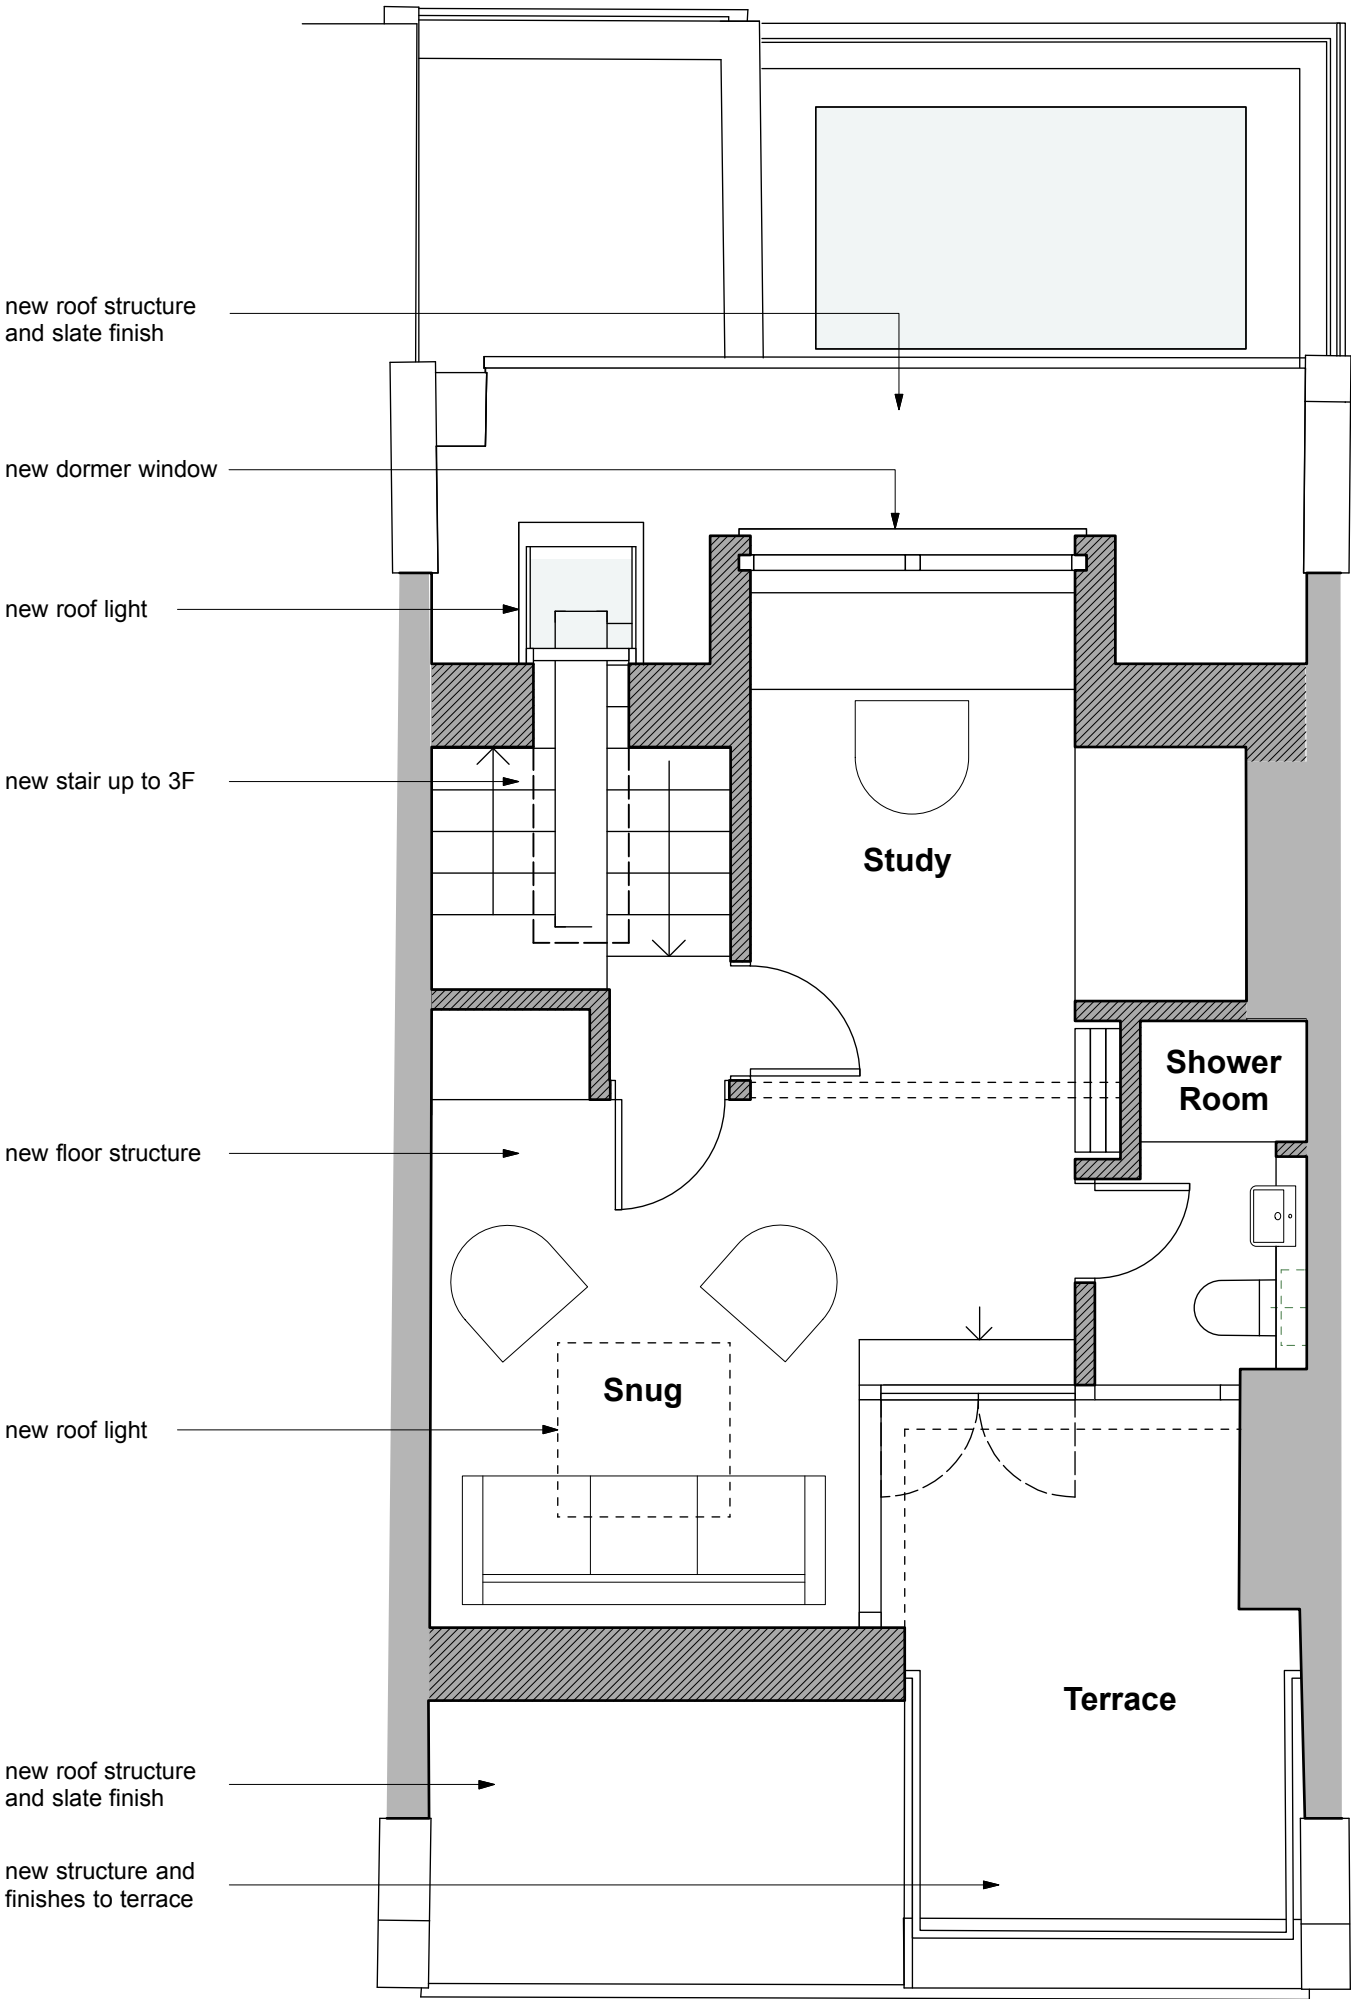 new roof structure
and slate finish
new dormer window
new roof light
new stair up to 3F
Study
Shower
Room
new floor structure
Snug
new roof light
Terrace
new roof structure
and slate finish
new structure and
finishes to terrace